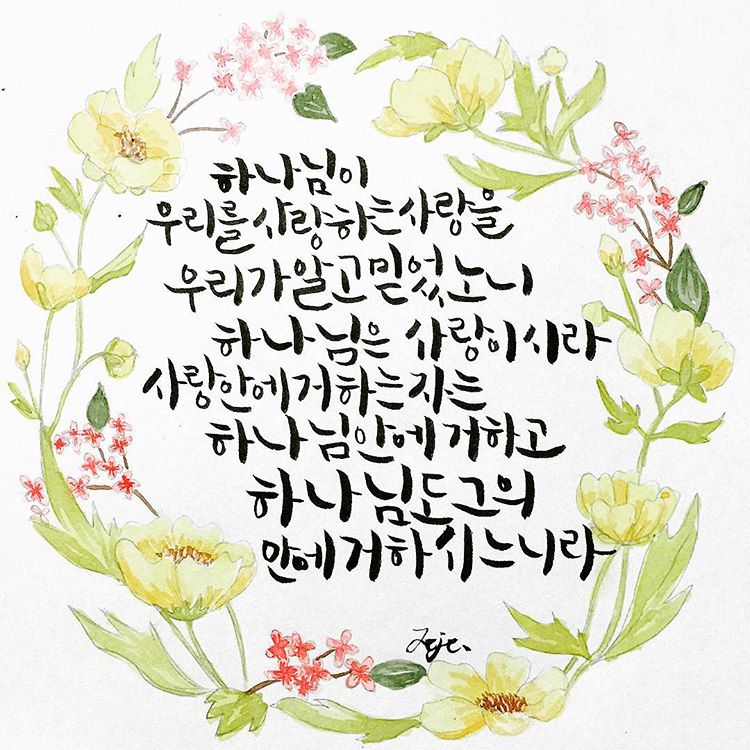 하나님이
우리를 사랑하는 사랑을
우리가 알고 믿었노니
하나님은 사랑이시라
사랑 안에 거하는 자는
하나님 안에 거하고
하나님도 그의
안에 거하시느니라
Jeje.